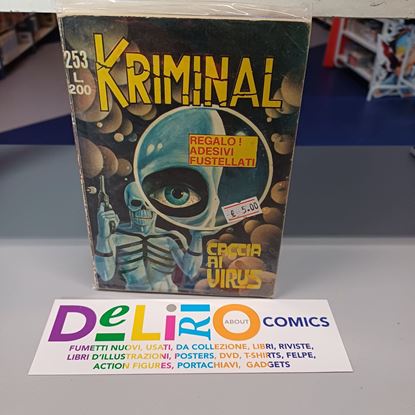 253
L.
200
KRIMINAL
REGALO!
ADESIVI
FUSTELLATI
€ 5.00
CACCIA
AI
VIRUS
DeLiRiO ABOUT COMICS
FUMETTI NUOVI, USATI, DA COLLEZIONE, LIBRI, RIVISTE,
LIBRI D'ILLUSTRAZIONI, POSTERS, DVD, T-SHIRTS, FELPE,
ACTION FIGURES, PORTACHIAVI, GADGETS